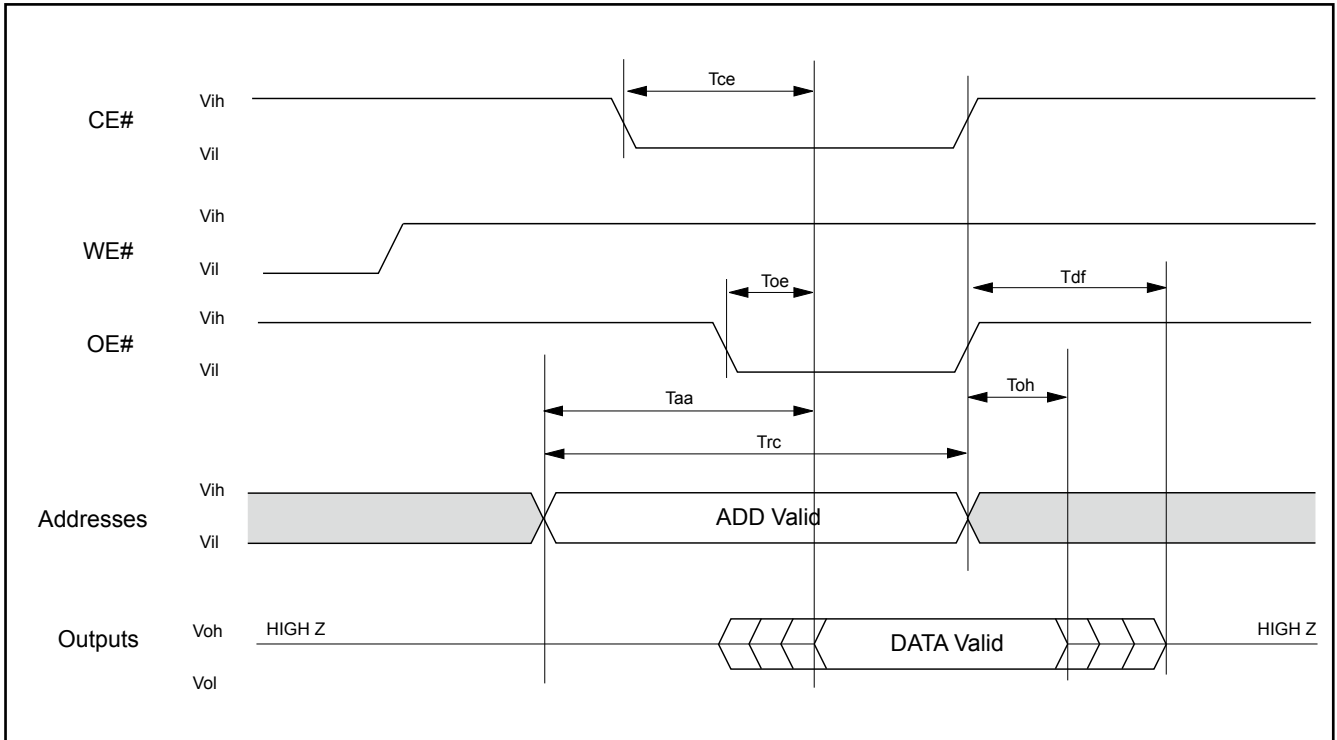 Tce
Vih
CE#
Vil
Vih
WE#
Vil
Toe
Tdf
Vih
OE#
Vil
Toh
Taa
Trc
Vih
Addresses
ADD Valid
Vil
Voh
HIGH Z
HIGH Z
Outputs
DATA Valid
Vol